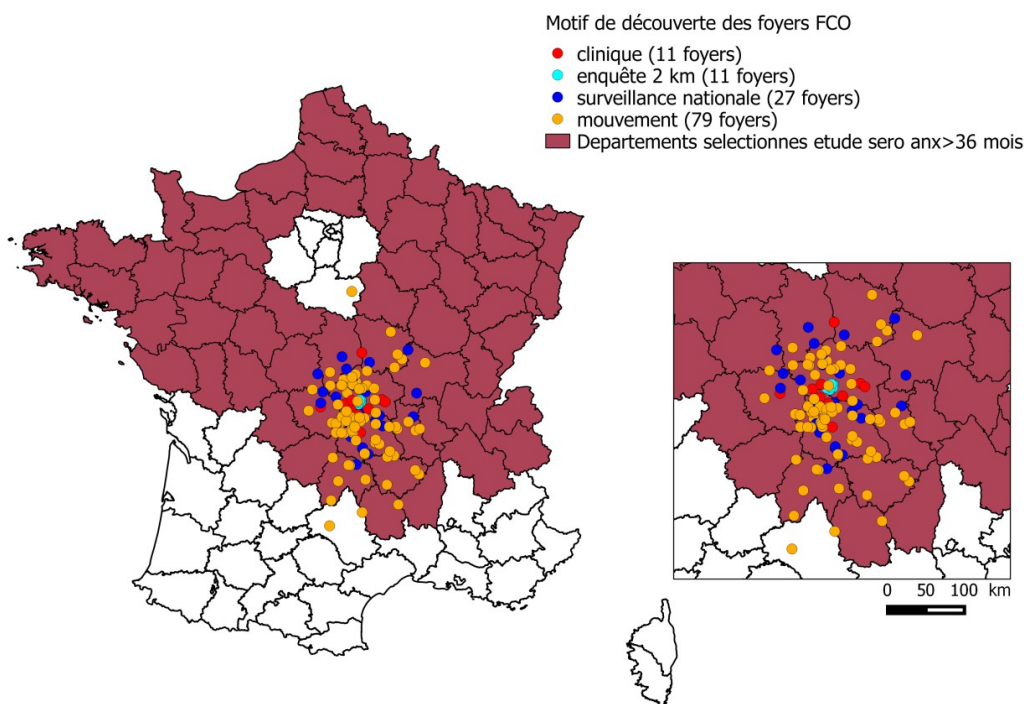 Motif de découverte des foyers FCO
clinique (11 foyers)
enquête 2 km (11 foyers)
surveillance nationale (27 foyers)
mouvement (79 foyers)
Departements selectionnes etude sero anx>36 mois
0 50 100 km